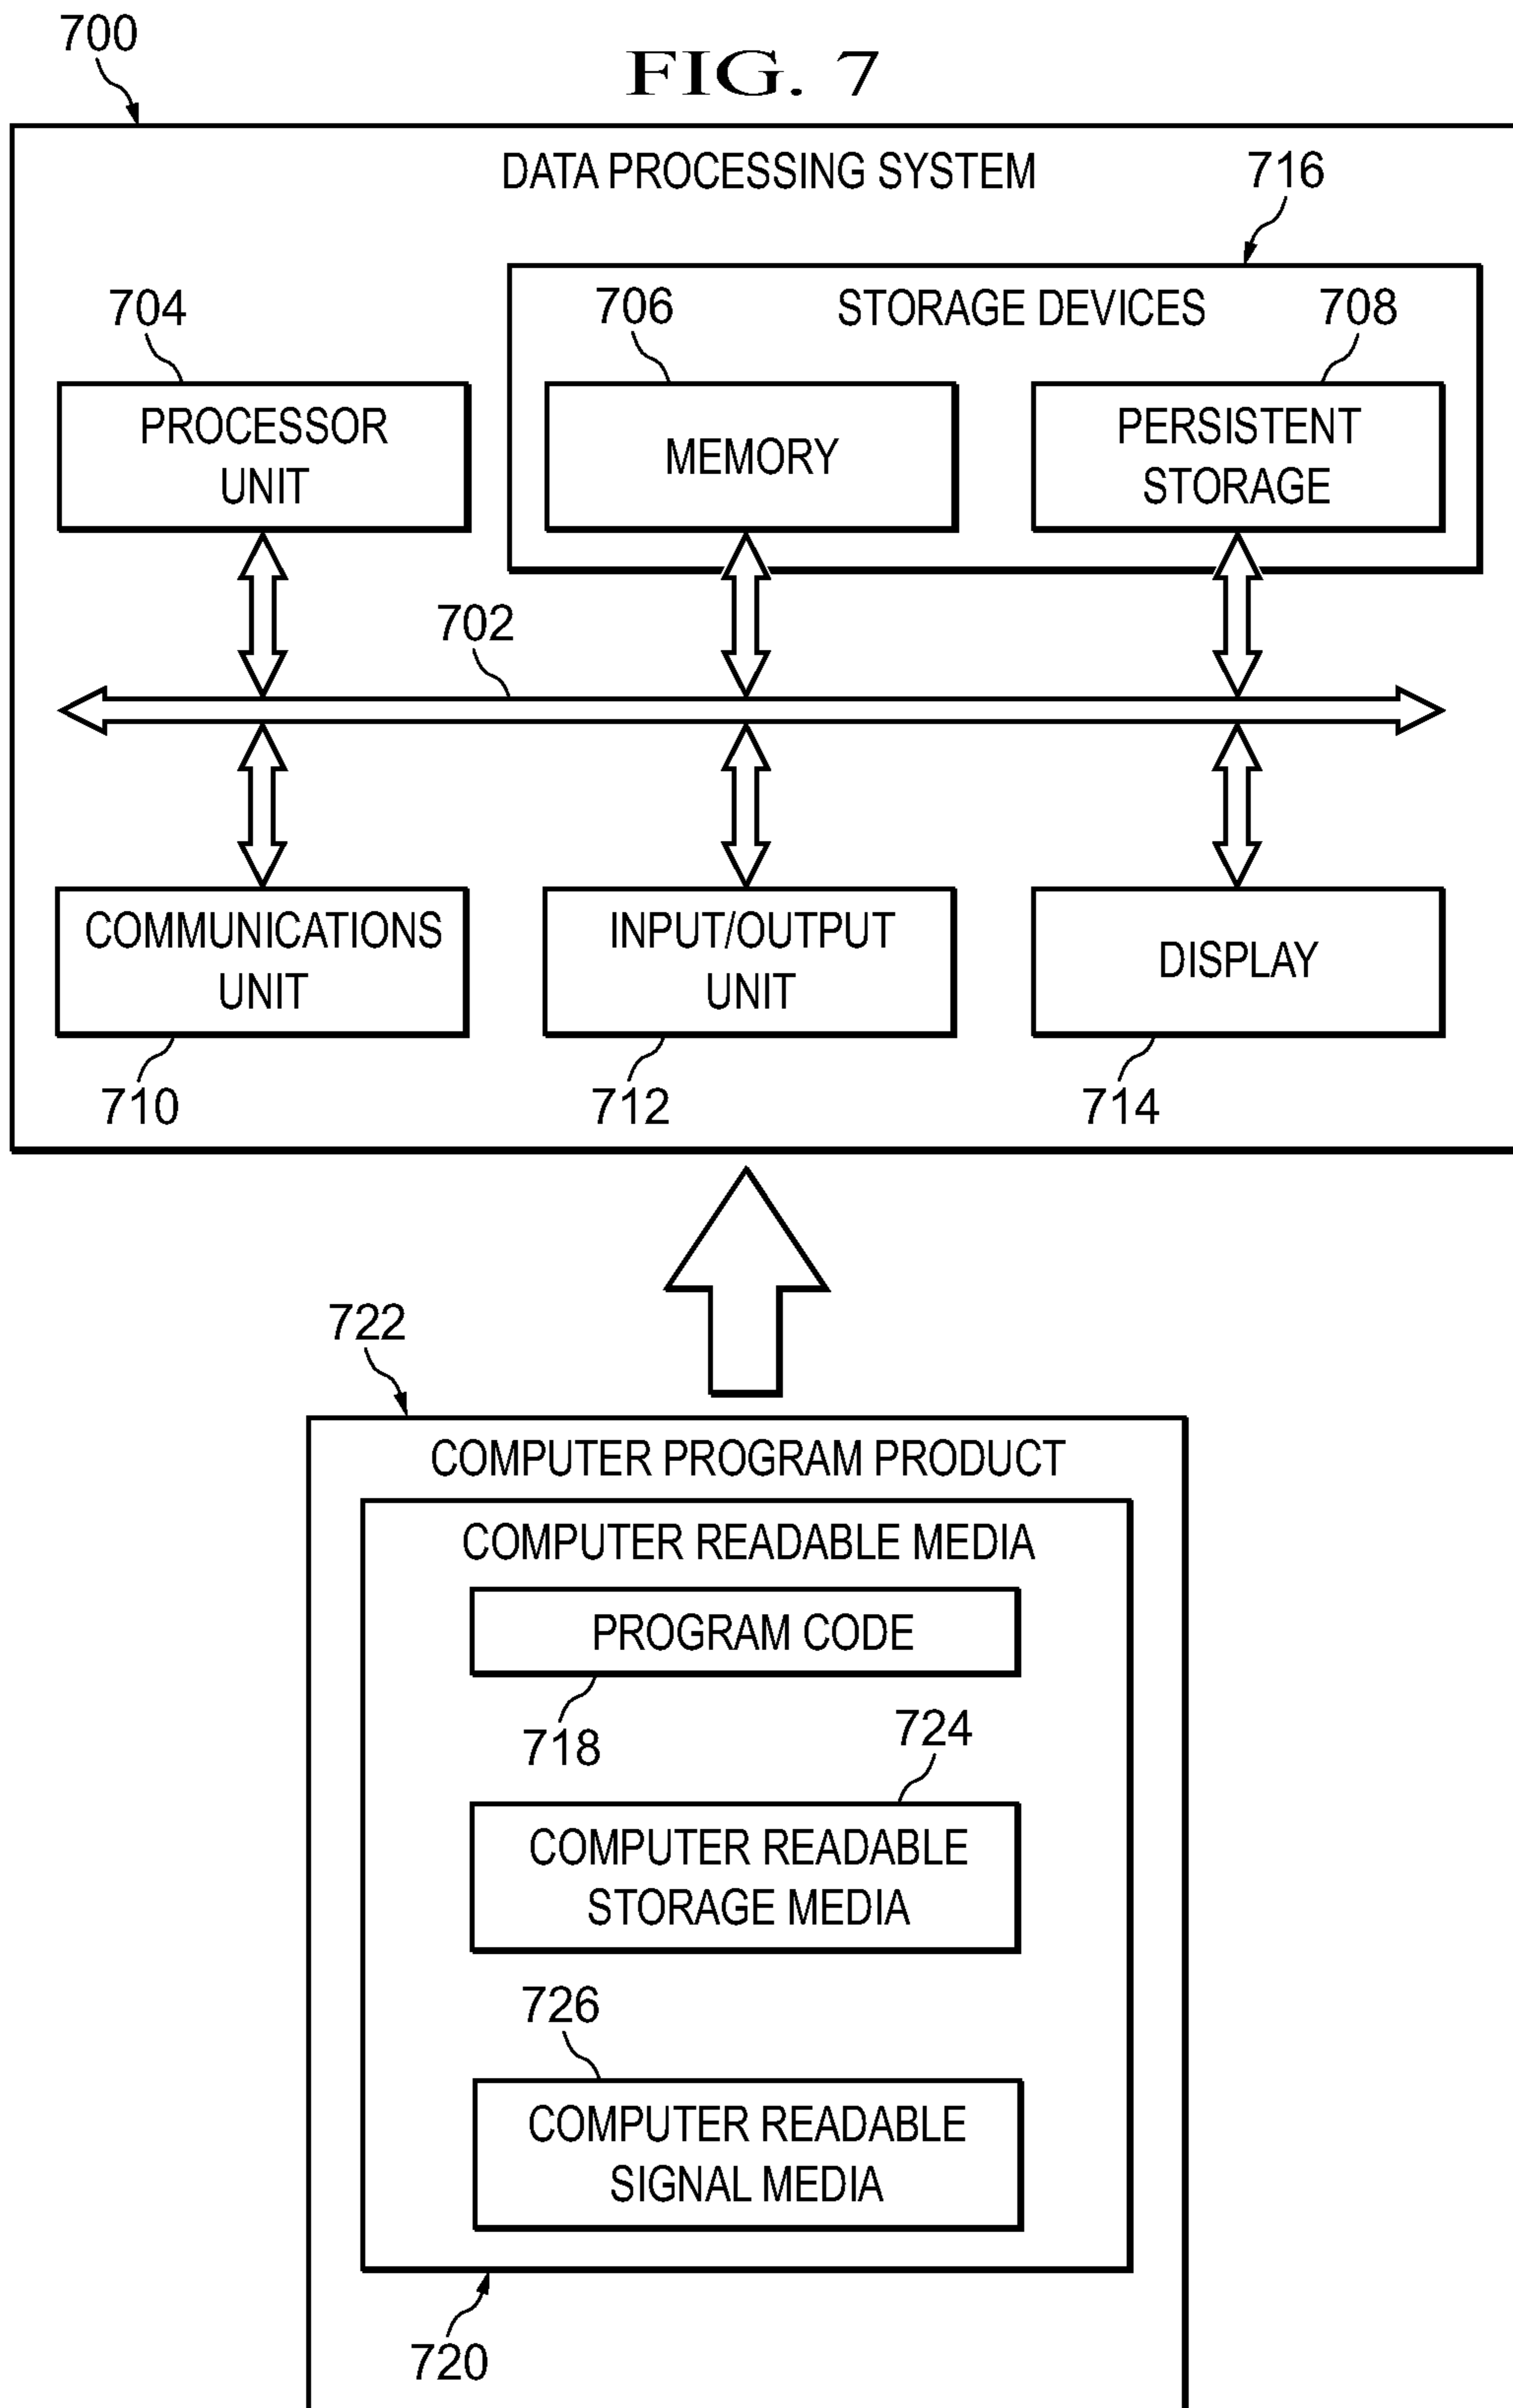 700
FIG. 7
DATA PROCESSING SYSTEM
716
704
706
STORAGE DEVICES
708
PROCESSOR
UNIT
MEMORY
PERSISTENT
STORAGE
702
COMMUNICATIONS
UNIT
INPUT/OUTPUT
UNIT
DISPLAY
710
712
714
722
COMPUTER PROGRAM PRODUCT
COMPUTER READABLE MEDIA
PROGRAM CODE
718
724
COMPUTER READABLE
STORAGE MEDIA
726
COMPUTER READABLE
SIGNAL MEDIA
720